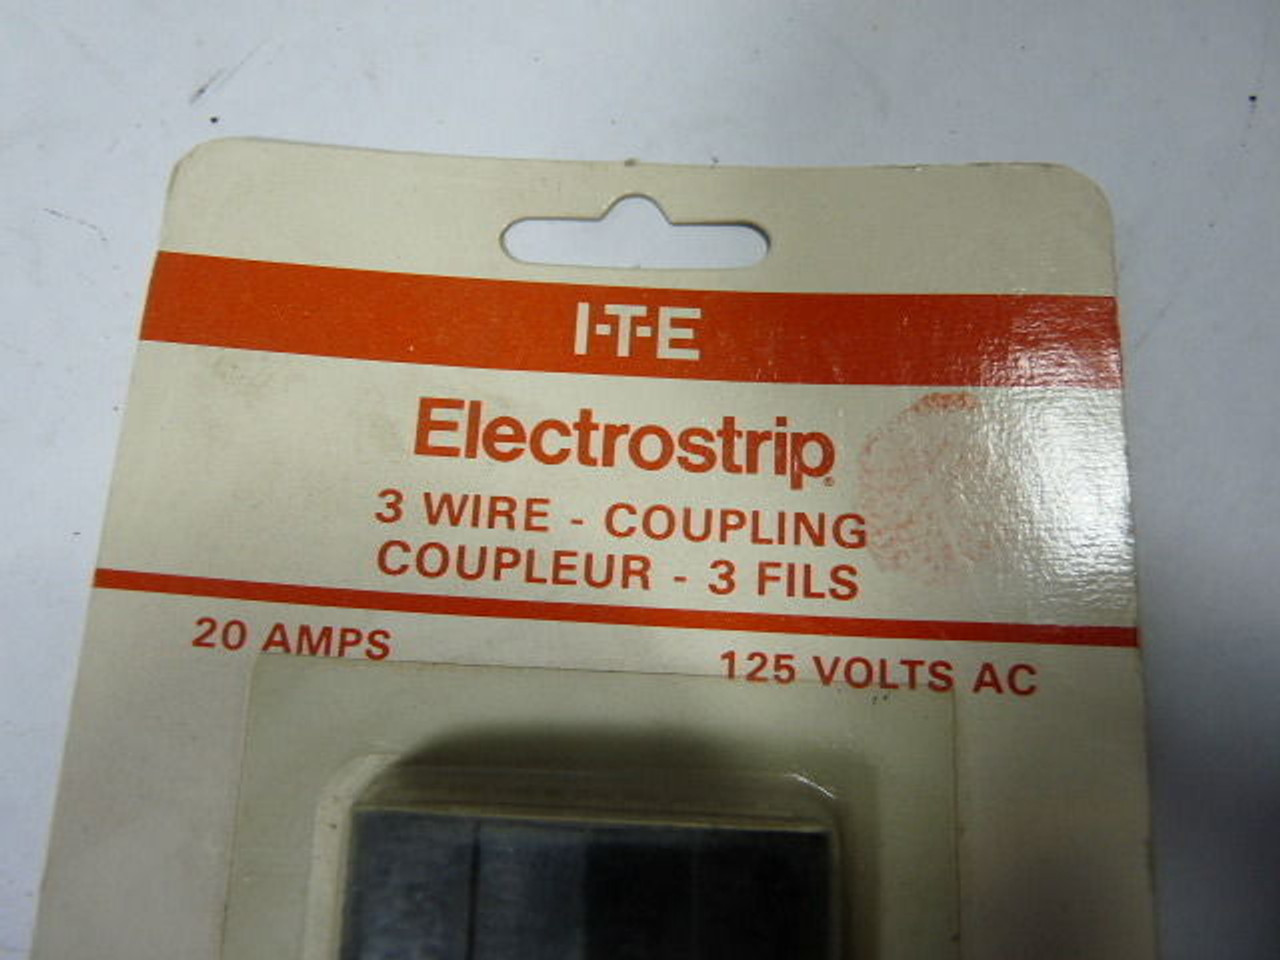 I-T-E
Electrostrip®
3 WIRE - COUPLING
COUPLEUR - 3 FILS
20 AMPS
125 VOLTS AC